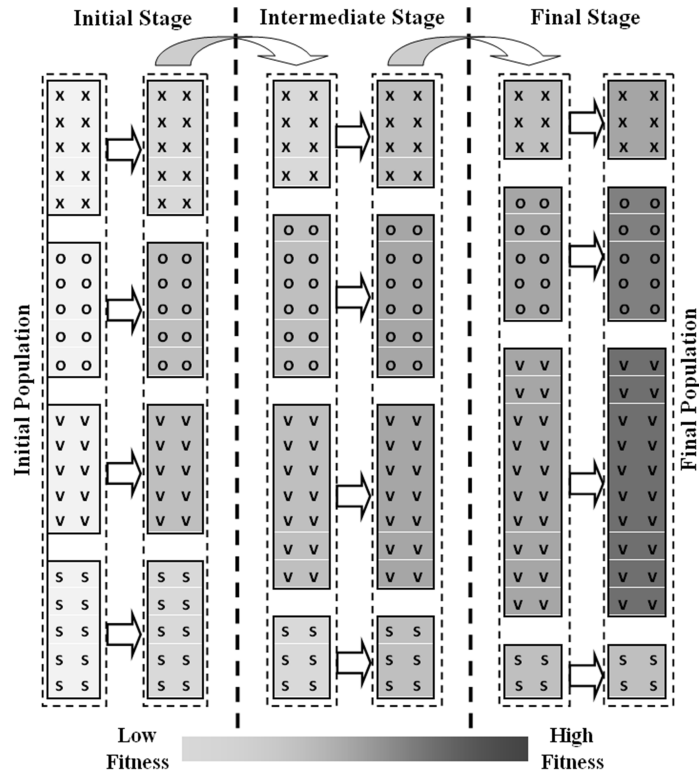 Initial Stage
Intermediate Stage
Final Stage
Initial Population
X X X X
X X X X
X X X X
X X X X
X X X X
O O O O
O O O O
O O O O
O O O O
O O O O
V V V V
V V V V
V V V V
V V V V
V V V V
S S S S
S S S S
S S S S
S S S S
S S S S
X X X X
X X X X
X X X X
X X X X
O O O O
O O O O
O O O O
O O O O
O O O O
O O O O
V V V V
V V V V
V V V V
V V V V
V V V V
V V V V
V V V V
S S S S
S S S S
S S S S
X X X X
X X X X
X X X X
O O O O
O O O O
O O O O
O O O O
O O O O
V V V V
V V V V
V V V V
V V V V
V V V V
V V V V
V V V V
V V V V
V V V V
V V V V
S S S S
S S S S
Final Population
Low
Fitness
High
Fitness